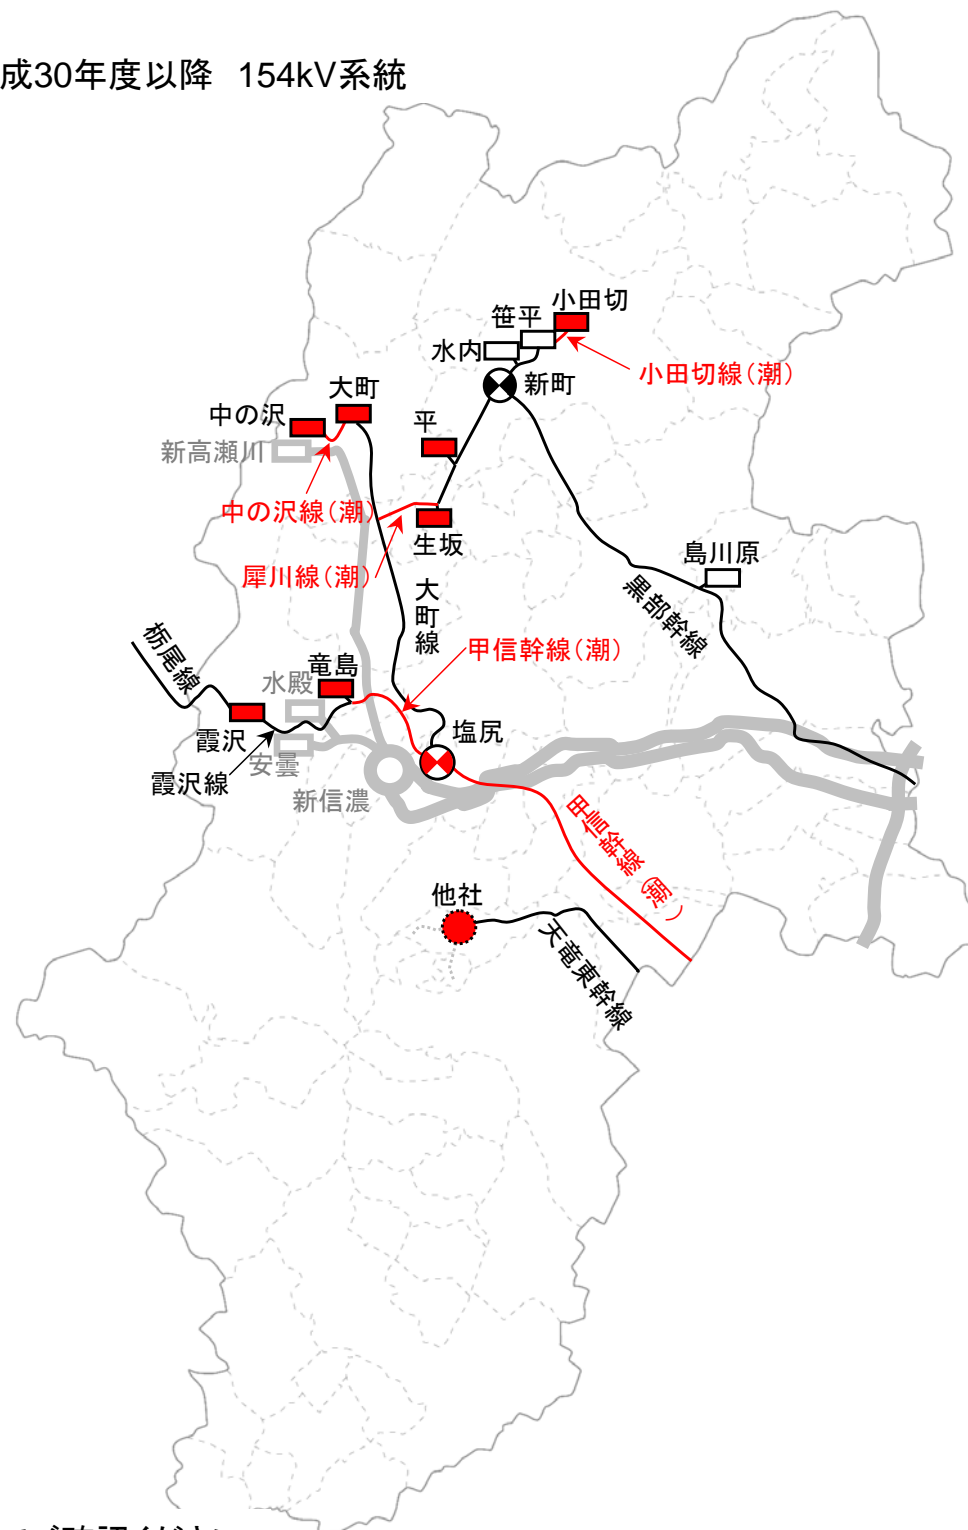 成30年度以降 154kV系統
小田切
笹平
水内
小田切線(潮)
新町
大町
中の沢
平
新高瀬川
中の沢線(潮)
生坂
島川原
犀川線(潮)
大町線
黒部幹線
栃尾線
甲信幹線(潮)
竜島
水殿
塩尻
霞沢
安曇
霞沢線
新信濃
甲信幹線(潮)
他社
天竜東幹線